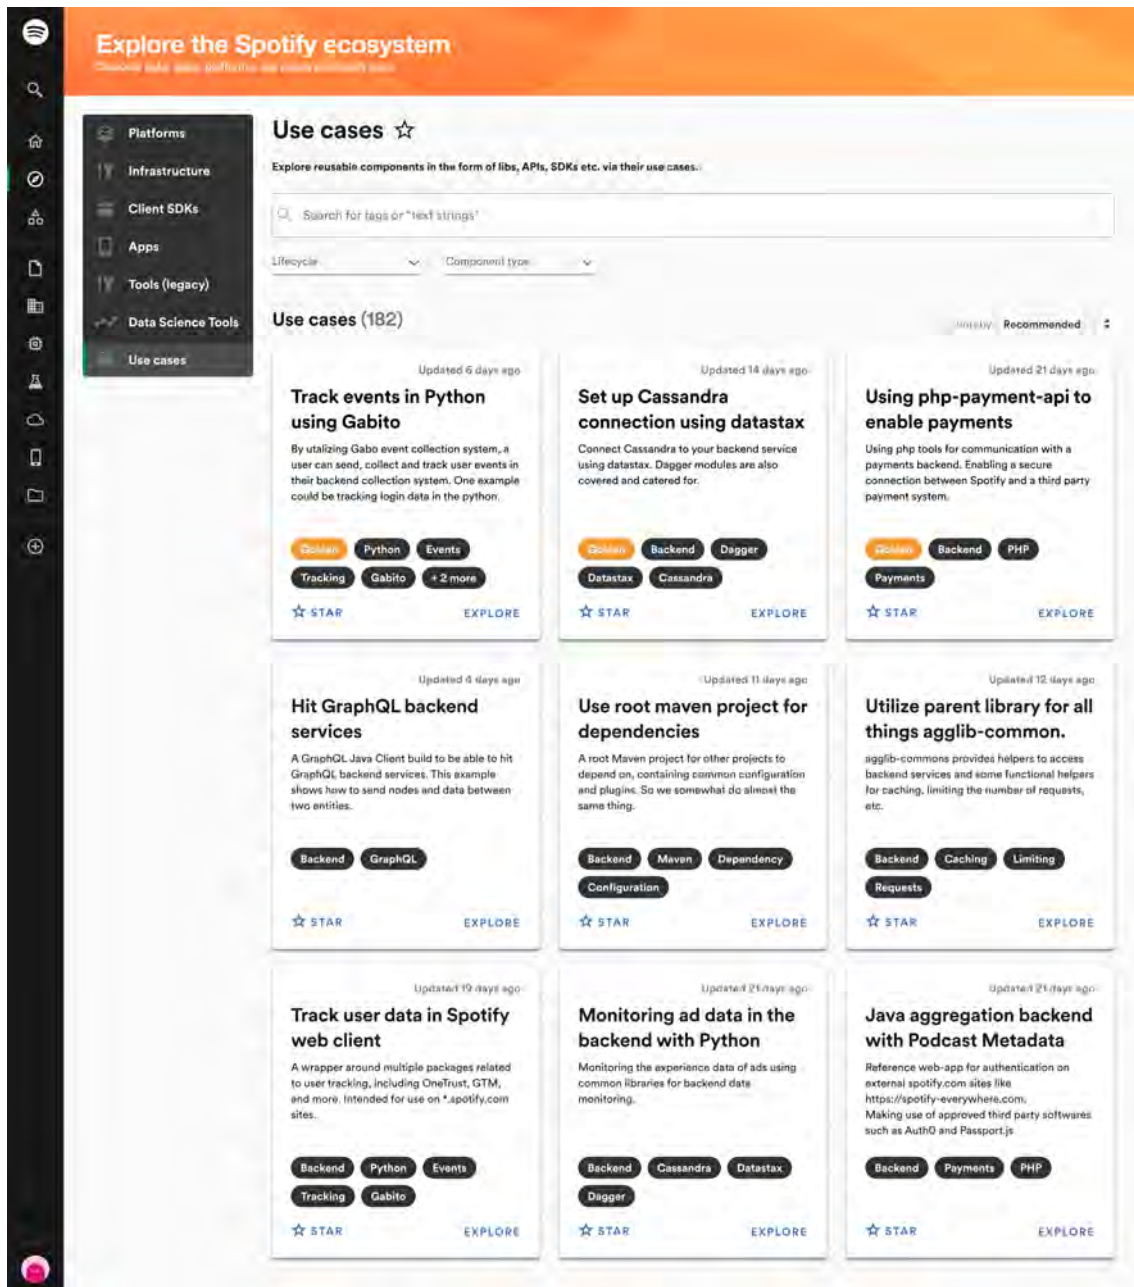 Explore the Spotify ecosystem
Platforms
Infrastructure
Client SDKs
Apps
Tools (legacy)
Data Science Tools
Use cases
Use cases
Explore reusable components in the form of libs, APIs, SDKs etc. via their use cases.
Search for tags or "text strings"
Lifecycle
Component type
Use cases (182)
Recommended
Updated 6 days ago
Track events in Python
using Gabito
By utalizing Gabo event collection system, a
user can send, collect and track user events in
their backend collection system. One example
could be tracking login data in the python.
Golden Python Events
Tracking Gabito + 2 more
STAR EXPLORE
Updated 14 days ago
Set up Cassandra
connection using datastax
Connect Cassandra to your backend service
using datastax. Dagger modules are also
covered and catered for.
Golden Backend Dagger
Datastax Cassandra
STAR EXPLORE
Updated 21 days ago
Using php-payment-api to
enable payments
Using php tools for communication with a
payments backend. Enabling a secure
connection between Spotify and a third party
payment system.
Golden Backend PHP
Payments
STAR EXPLORE
Updated 4 days ago
Hit GraphQL backend
services
A GraphQL Java Client build to be able to hit
GraphQL backend services. This example
shows how to send nodes and data between
two entities.
Backend GraphQL
STAR EXPLORE
Updated 11 days ago
Use root maven project for
dependencies
A root Maven project for other projects to
depend on, containing common configuration
and plugins. So we somewhat do almost the
same thing.
Backend Maven Dependency
Configuration
STAR EXPLORE
Updated 12 days ago
Utilize parent library for all
things agglib-common.
agglib-commons provides helpers to access
backend services and some functional helpers
for caching, limiting the number of requests,
etc.
Backend Caching Limiting
Requests
STAR EXPLORE
Updated 19 days ago
Track user data in Spotify
web client
A wrapper around multiple packages related
to user tracking, including OneTrust, GTM,
and more. Intended for use on *.spotify.com
sites.
Backend Python Events
Tracking Gabito
STAR EXPLORE
Updated 21 days ago
Monitoring ad data in the
backend with Python
Monitoring the experience data of ads using
common libraries for backend data
monitoring.
Backend Cassandra Datastax
Dagger
STAR EXPLORE
Updated 21 days ago
Java aggregation backend
with Podcast Metadata
Reference web-app for authentication on
external spotify.com sites like
https://spotify-everywhere.com.
Making use of approved third party softwares
such as Auth0 and Passport.js
Backend Payments PHP
STAR EXPLORE